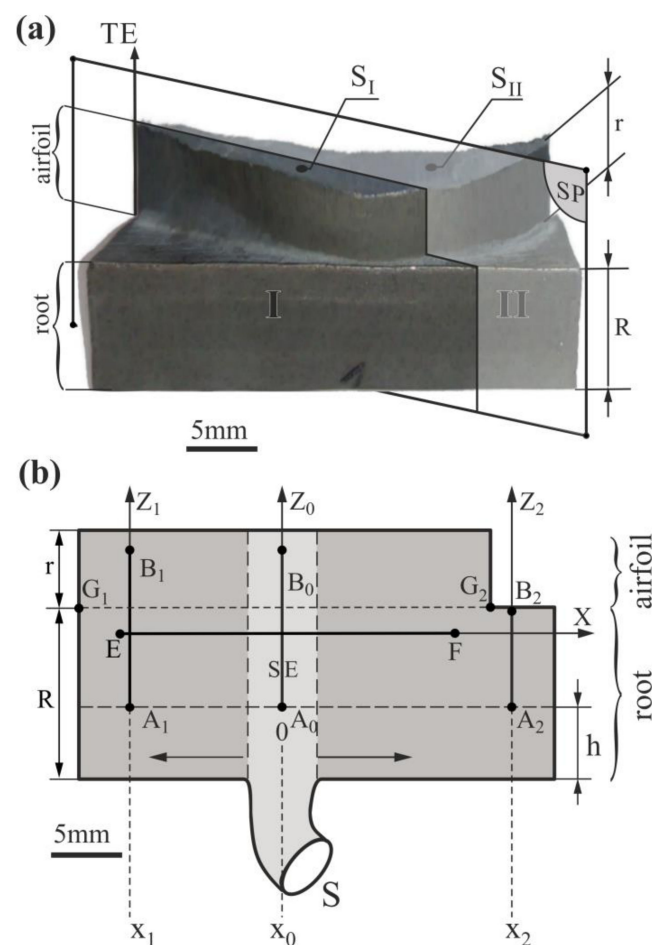 (a)
TE
S_I
S_II
r
airfoil
SP
I
II
root
R
5mm
(b)
Z_1
Z_0
Z_2
r
B_1
B_0
G_1
G_2
B_2
airfoil
X
E
F
SE
R
A_1
A_0
A_2
0
h
root
5mm
S
x_1
x_0
x_2